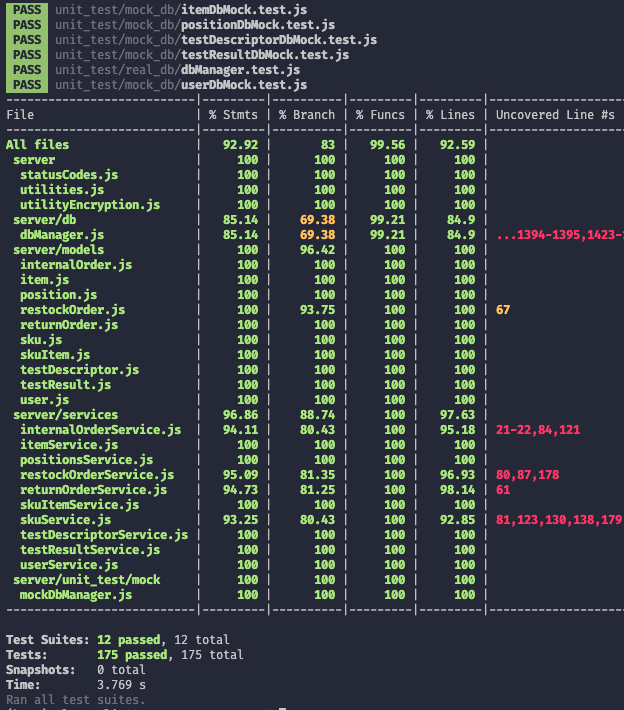 PASS unit_test/mock_db/itemDbMock.test.js
PASS unit_test/mock_db/positionDbMock.test.js
PASS unit_test/mock_db/testDescriptorDbMock.test.js
PASS unit_test/mock_db/testResultDbMock.test.js
PASS unit_test/real_db/dbManager.test.js
PASS unit_test/mock_db/userDbMock.test.js
File | % Stmts | % Branch | % Funcs | % Lines | Uncovered Line #s
All files | 92.92 | 83 | 99.56 | 92.59 |
server | 100 | 100 | 100 | 100 |
statusCodes.js | 100 | 100 | 100 | 100 |
utilities.js | 100 | 100 | 100 | 100 |
utilityEncryption.js | 100 | 100 | 100 | 100 |
server/db | 85.14 | 69.38 | 99.21 | 84.9 |
dbManager.js | 85.14 | 69.38 | 99.21 | 84.9 | ...1394-1395,1423-
server/models | 100 | 96.42 | 100 | 100 |
internalOrder.js | 100 | 100 | 100 | 100 |
item.js | 100 | 100 | 100 | 100 |
position.js | 100 | 100 | 100 | 100 |
restockOrder.js | 100 | 93.75 | 100 | 100 | 67
returnOrder.js | 100 | 100 | 100 | 100 |
sku.js | 100 | 100 | 100 | 100 |
skuItem.js | 100 | 100 | 100 | 100 |
testDescriptor.js | 100 | 100 | 100 | 100 |
testResult.js | 100 | 100 | 100 | 100 |
user.js | 100 | 100 | 100 | 100 |
server/services | 96.86 | 88.74 | 100 | 97.63 |
internalOrderService.js | 94.11 | 80.43 | 100 | 95.18 | 21-22,84,121
itemService.js | 100 | 100 | 100 | 100 |
positionsService.js | 100 | 100 | 100 | 100 |
restockOrderService.js | 95.09 | 81.35 | 100 | 96.93 | 80,87,178
returnOrderService.js | 94.73 | 81.25 | 100 | 98.14 | 61
skuItemService.js | 100 | 100 | 100 | 100 |
skuService.js | 93.25 | 80.43 | 100 | 92.85 | 81,123,130,138,179
testDescriptorService.js | 100 | 100 | 100 | 100 |
testResultService.js | 100 | 100 | 100 | 100 |
userService.js | 100 | 100 | 100 | 100 |
server/unit_test/mock | 100 | 100 | 100 | 100 |
mockDbManager.js | 100 | 100 | 100 | 100 |
Test Suites: 12 passed, 12 total
Tests: 175 passed, 175 total
Snapshots: 0 total
Time: 3.769 s
Ran all test suites.